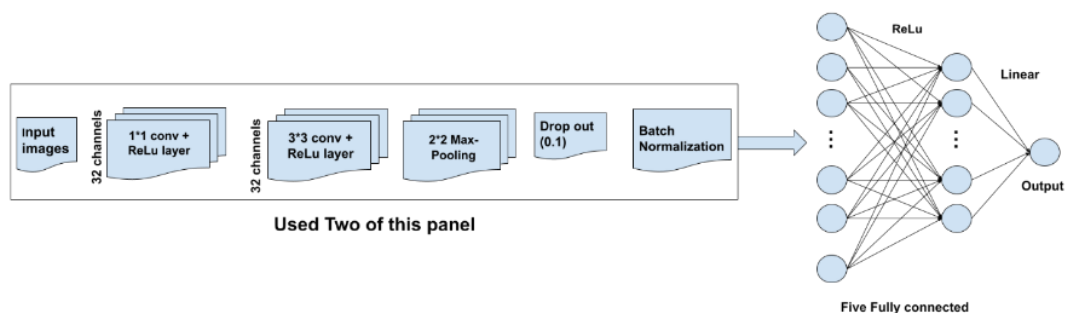 Input
images
32 channels
1*1 conv +
ReLu layer
32 channels
3*3 conv +
ReLu layer
2*2 Max-
Pooling
Drop out
(0.1)
Batch
Normalization
Used Two of this panel
ReLu
Linear
Output
Five Fully connected